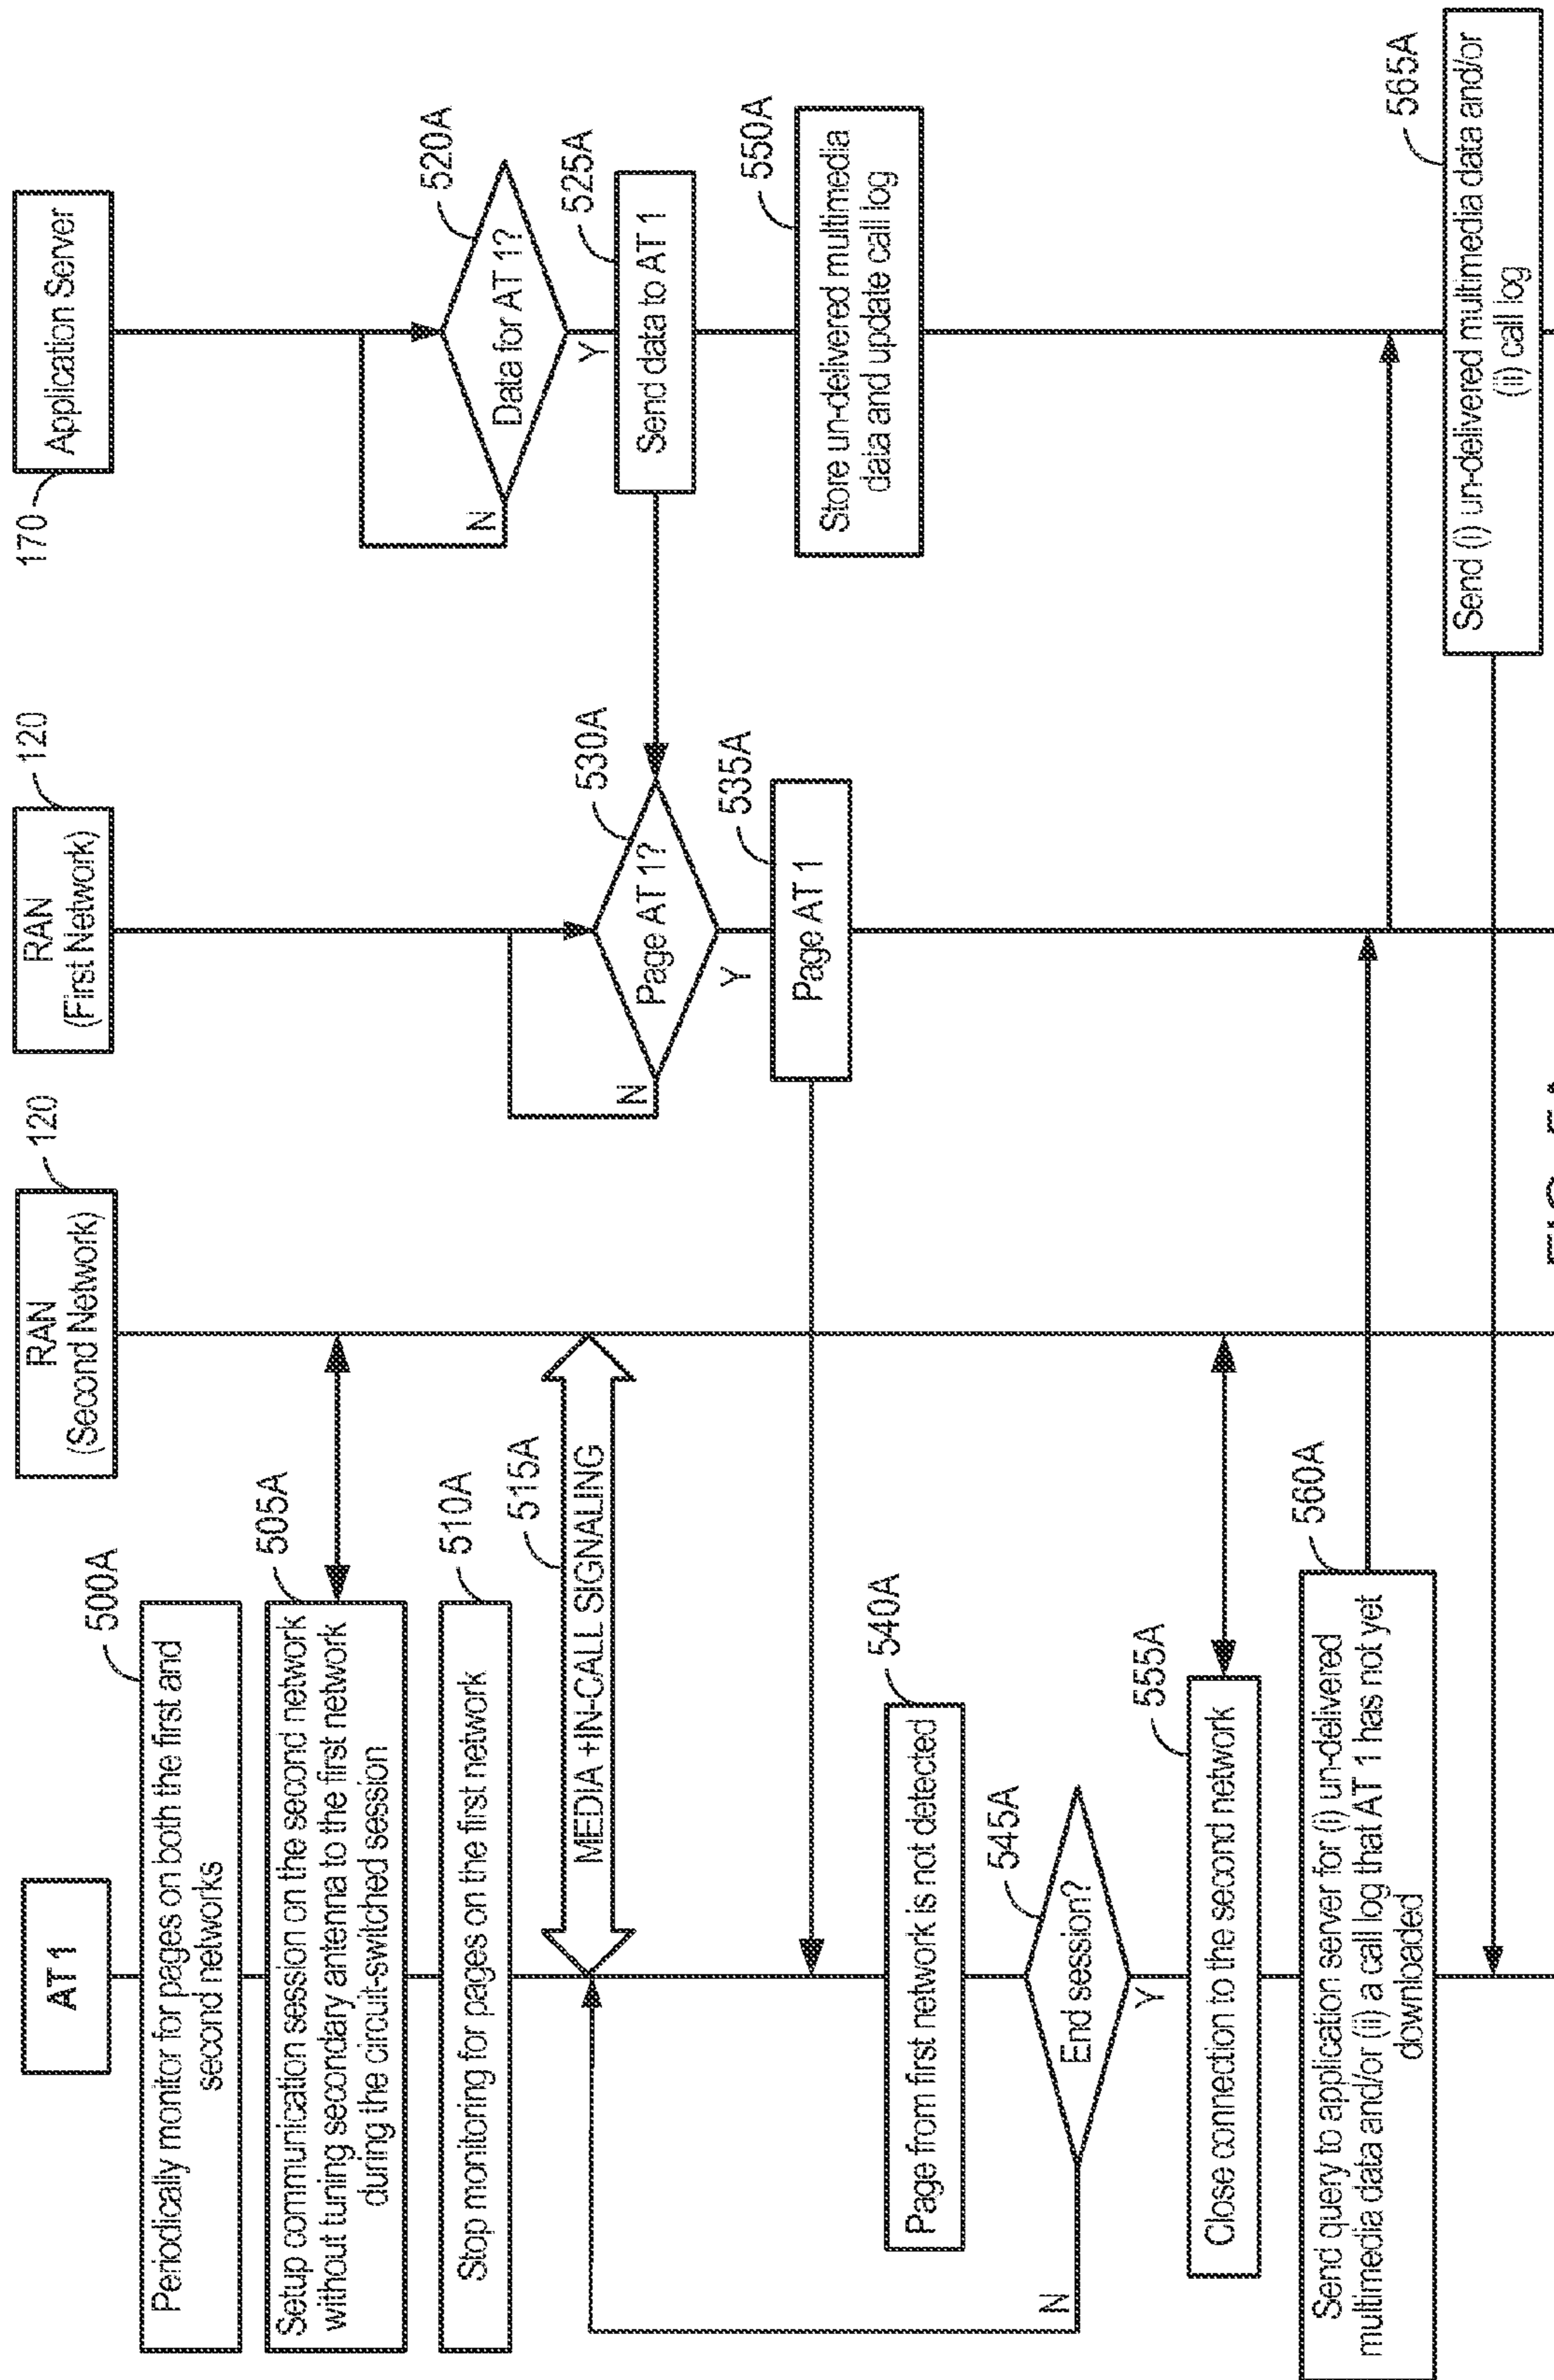 AT 1
RAN
(Second Network)
120
RAN
(First Network)
120
170
Application Server
500A
Periodically monitor for pages on both the first and
second networks
505A
Setup communication session on the second network
without tuning secondary antenna to the first network
during the circuit-switched session
510A
Stop monitoring for pages on the first network
515A
MEDIA +IN-CALL SIGNALING
520A
Data for AT 1?
N
Y
525A
Send data to AT 1
530A
Page AT 1?
N
Y
535A
Page AT 1
540A
Page from first network is not detected
545A
End session?
N
Y
550A
Store un-delivered multimedia
data and update call log
555A
Close connection to the second network
560A
Send query to application server for (i) un-delivered
multimedia data and/or (ii) a call log that AT 1 has not yet
downloaded
565A
Send (i) un-delivered multimedia data and/or
(ii) call log